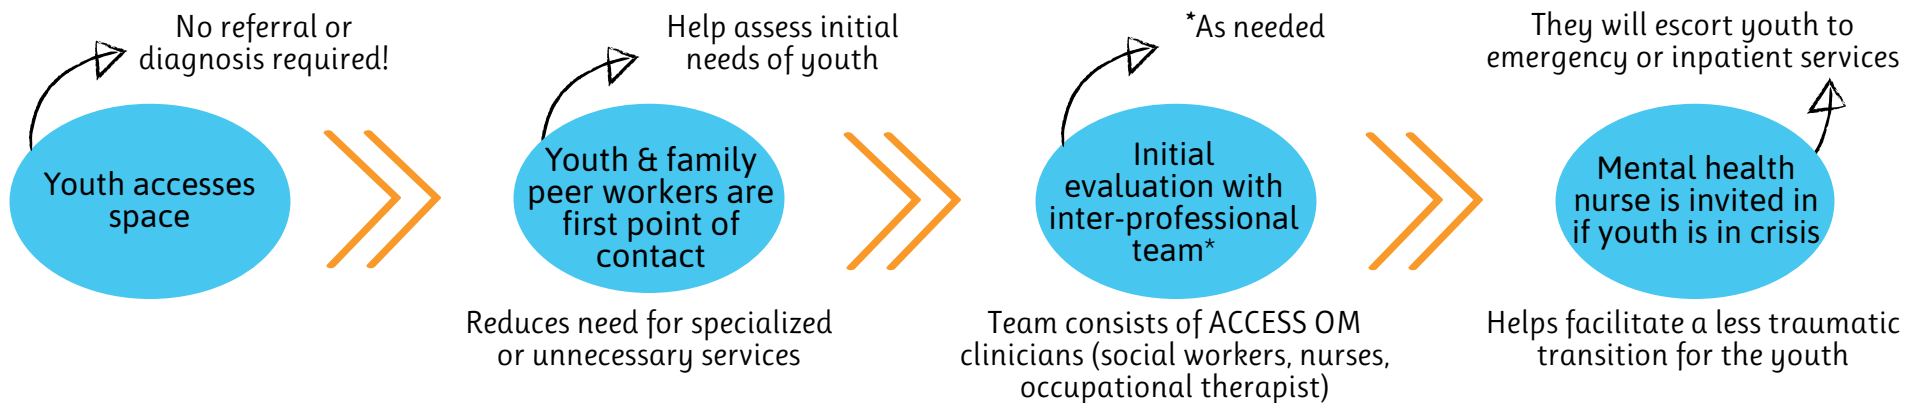 No referral or
diagnosis required!
Youth accesses
space
Help assess initial
needs of youth
Youth & family
peer workers are
first point of
contact
Reduces need for specialized
or unnecessary services
*As needed
Initial
evaluation with
inter-professional
team*
Team consists of ACCESS OM
clinicians (social workers, nurses,
occupational therapist)
They will escort youth to
emergency or inpatient services
Mental health
nurse is invited in
if youth is in crisis
Helps facilitate a less traumatic
transition for the youth